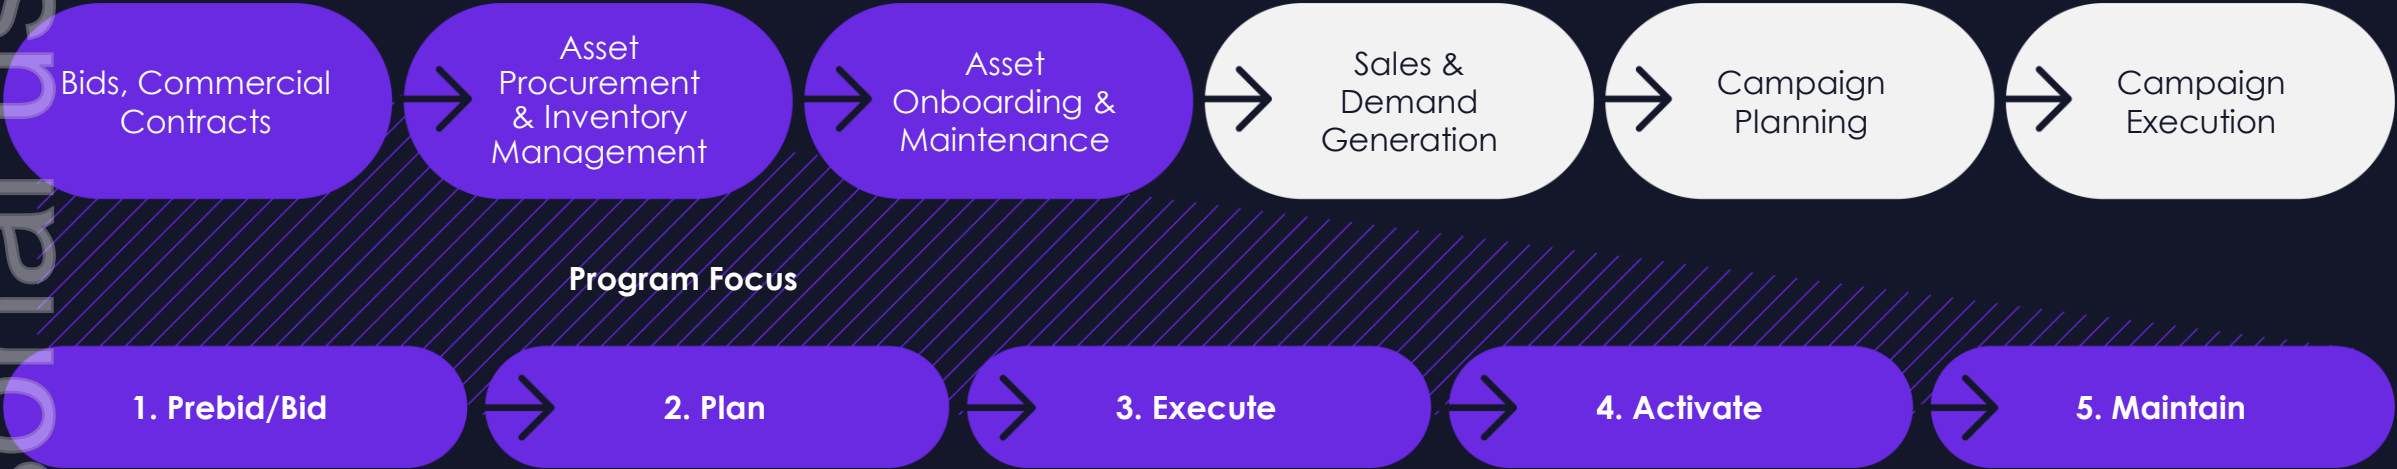 Bids, Commercial
Contracts
Asset
Procurement
& Inventory
Management
Asset
Onboarding &
Maintenance
Sales &
Demand
Generation
Campaign
Planning
Campaign
Execution
Program Focus
1. Prebid/Bid
2. Plan
3. Execute
4. Activate
5. Maintain